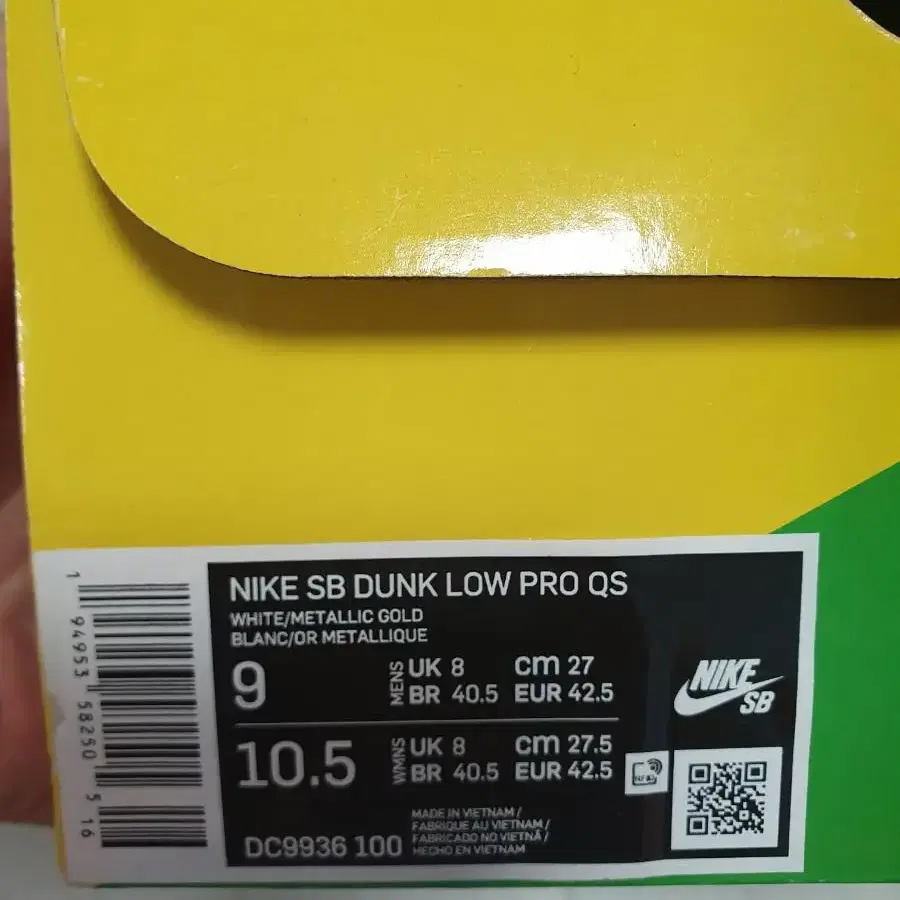 NIKE SB DUNK LOW PRO QS
WHITE/METALLIC GOLD
BLANC/OR METALLIQUE
9 MENS UK 8 cm 27
BR 40.5 EUR 42.5
10.5 WMNS UK 8 cm 27.5
BR 40.5 EUR 42.5
DC9936 100
MADE IN VIETNAM /
FABRIQUE AU VIETNAM /
FABRICADO NO VIETNÃ /
HECHO EN VIETNAM
NIKE
SB
1 94953 58250 5 16